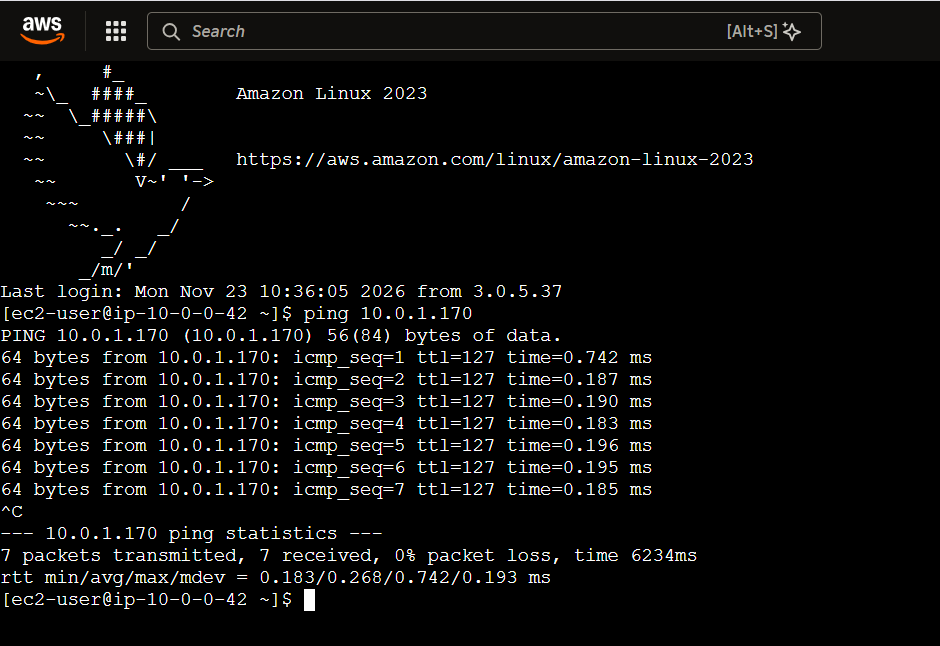 aws
Search [Alt+S]
   ,     #_
   ~\_  ####_        Amazon Linux 2023
  ~~  \_#####\
  ~~     \###|
  ~~       \#/ ___   https://aws.amazon.com/linux/amazon-linux-2023
   ~~       V~' '->
    ~~~         /
      ~~._.   _/
         _/ _/
       _/m/'
Last login: Mon Nov 23 10:36:05 2026 from 3.0.5.37
[ec2-user@ip-10-0-0-42 ~]$ ping 10.0.1.170
PING 10.0.1.170 (10.0.1.170) 56(84) bytes of data.
64 bytes from 10.0.1.170: icmp_seq=1 ttl=127 time=0.742 ms
64 bytes from 10.0.1.170: icmp_seq=2 ttl=127 time=0.187 ms
64 bytes from 10.0.1.170: icmp_seq=3 ttl=127 time=0.190 ms
64 bytes from 10.0.1.170: icmp_seq=4 ttl=127 time=0.183 ms
64 bytes from 10.0.1.170: icmp_seq=5 ttl=127 time=0.196 ms
64 bytes from 10.0.1.170: icmp_seq=6 ttl=127 time=0.195 ms
64 bytes from 10.0.1.170: icmp_seq=7 ttl=127 time=0.185 ms
^C
--- 10.0.1.170 ping statistics ---
7 packets transmitted, 7 received, 0% packet loss, time 6234ms
rtt min/avg/max/mdev = 0.183/0.268/0.742/0.193 ms
[ec2-user@ip-10-0-0-42 ~]$